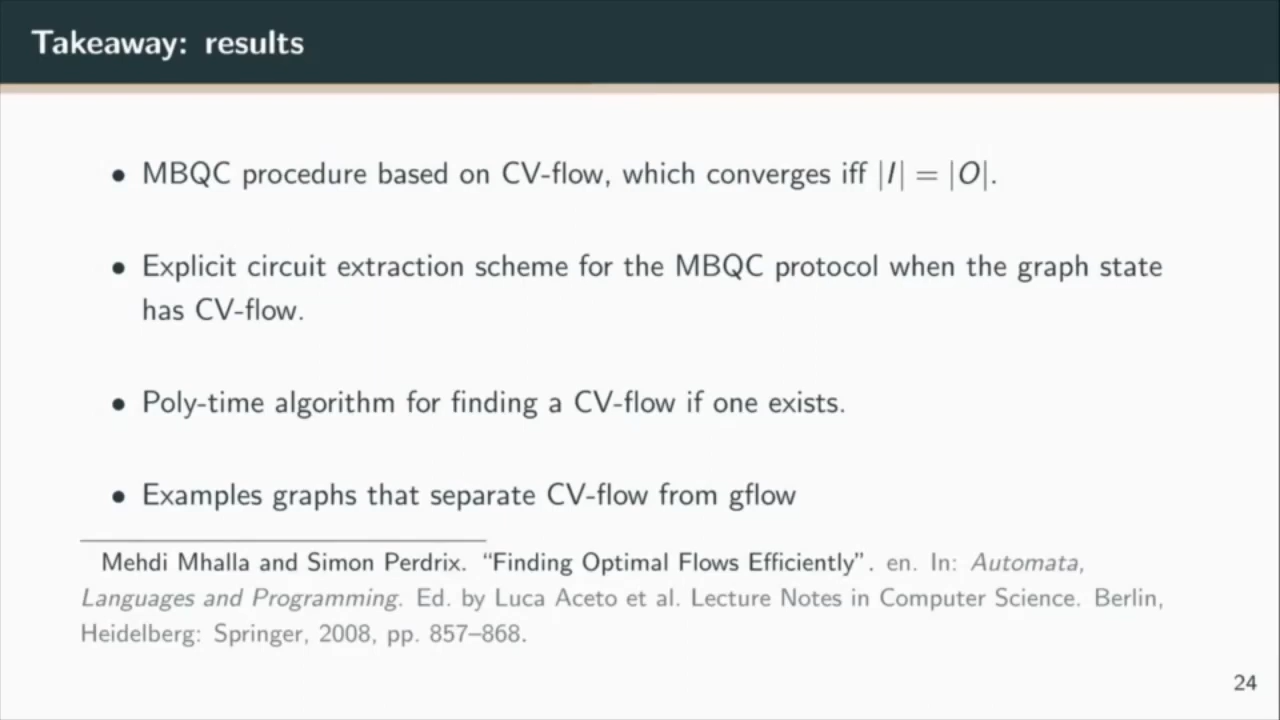 Takeaway: results
• MBQC procedure based on CV-flow, which converges iff |I| = |O|.
• Explicit circuit extraction scheme for the MBQC protocol when the graph state
has CV-flow.
• Poly-time algorithm for finding a CV-flow if one exists.
• Examples graphs that separate CV-flow from gflow
Mehdi Mhalla and Simon Perdrix. “Finding Optimal Flows Efficiently”. en. In: Automata,
Languages and Programming. Ed. by Luca Aceto et al. Lecture Notes in Computer Science. Berlin,
Heidelberg: Springer, 2008, pp. 857–868.
24